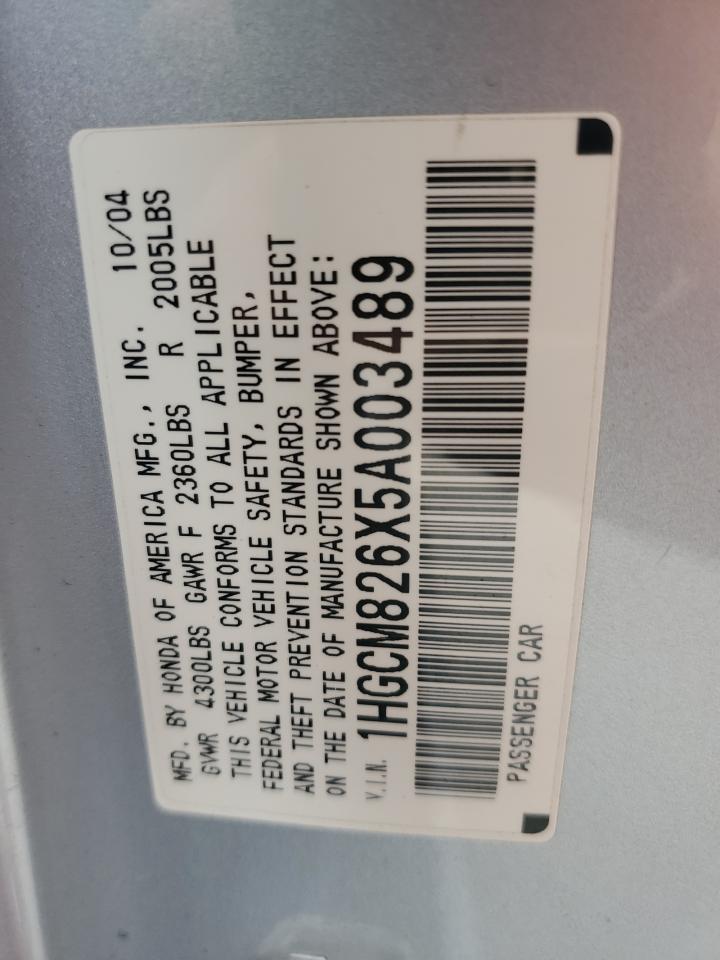 MFD. BY HONDA OF AMERICA MFG., INC. 10/04
GVWR 4300LBS GAWR F 2360LBS R 2005LBS
THIS VEHICLE CONFORMS TO ALL APPLICABLE
FEDERAL MOTOR VEHICLE SAFETY, BUMPER,
AND THEFT PREVENTION STANDARDS IN EFFECT
ON THE DATE OF MANUFACTURE SHOWN ABOVE:
V.I.N. 1HGCM826X5A003489
PASSENGER CAR